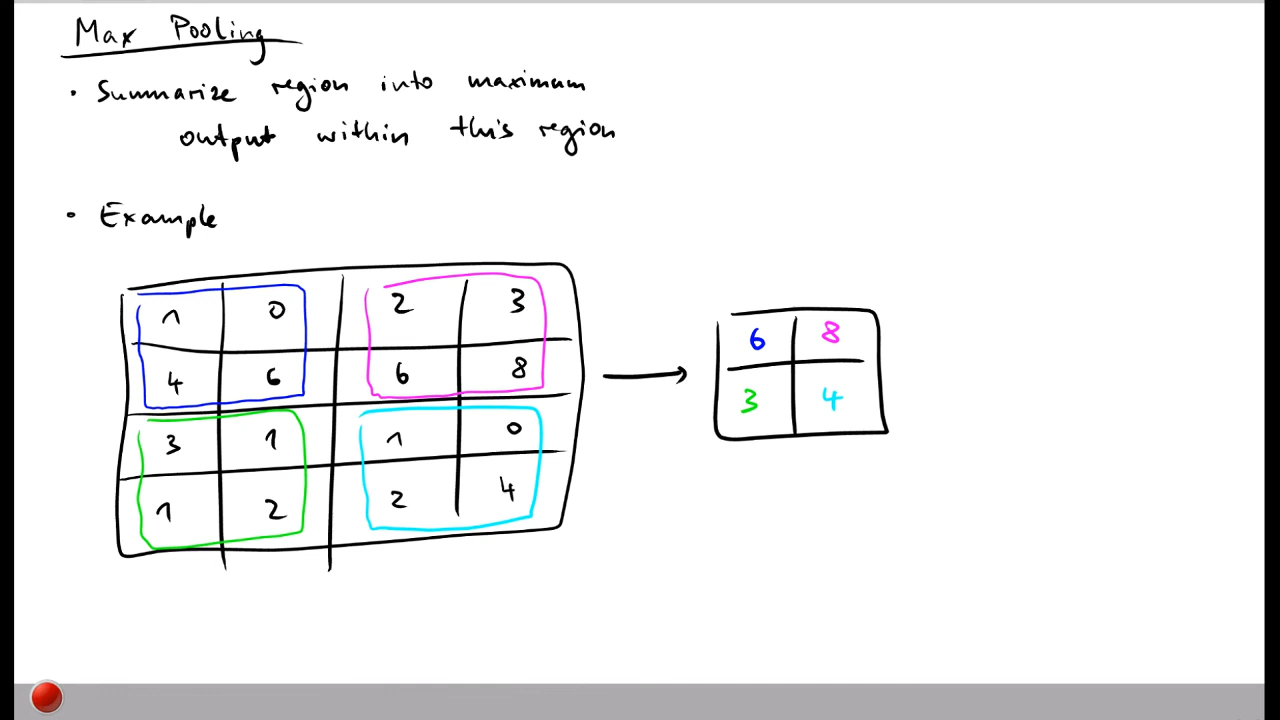 Max Pooling
• Summarize region into maximum
output within this region
• Example
1 0 2 3
4 6 6 8
3 1 1 0
1 2 2 4
6 8
3 4